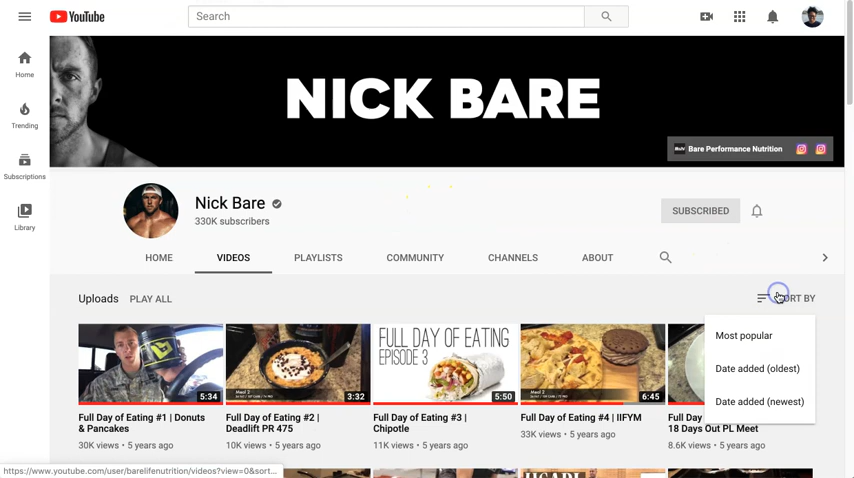 YouTube
Search
Home
Trending
Subscriptions
Library
NICK BARE
Bare Performance Nutrition
Nick Bare
330K subscribers
SUBSCRIBED
HOME VIDEOS PLAYLISTS COMMUNITY CHANNELS ABOUT
Uploads PLAY ALL
SORT BY
Most popular
Date added (oldest)
Date added (newest)
5:34
Meal 2
3:32
FULL DAY OF EATING
EPISODE 3
5:50
Meal 2
6:45
Full Day of Eating #1 | Donuts
& Pancakes
30K views • 5 years ago
Full Day of Eating #2 |
Deadlift PR 475
10K views • 5 years ago
Full Day of Eating #3 |
Chipotle
11K views • 5 years ago
Full Day of Eating #4 | IIFYM
33K views • 5 years ago
Full Day
18 Days Out PL Meet
8.6K views • 5 years ago
https://www.youtube.com/user/barelifenutrition/videos?view=0&sort...